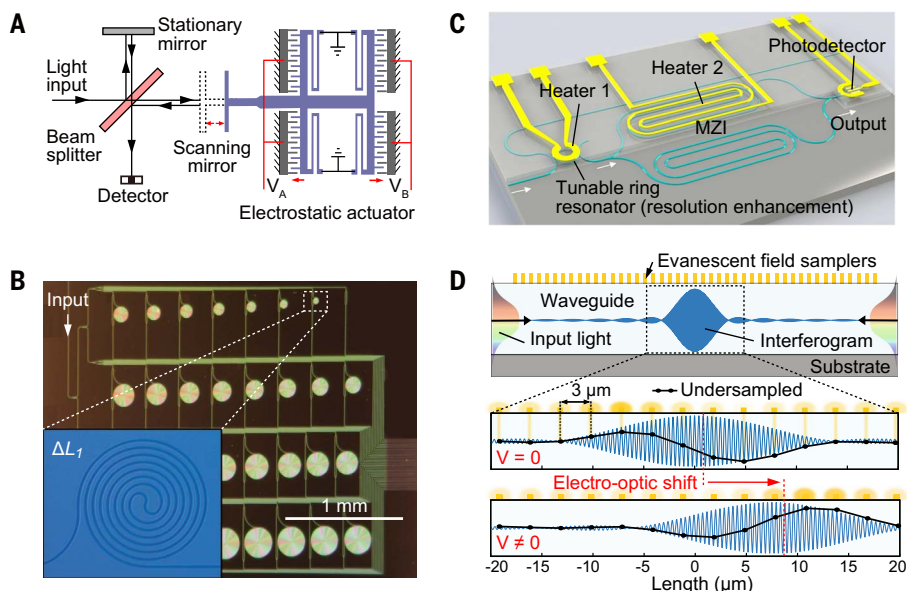 A
Stationary
mirror
Light
input
Beam
splitter
Scanning
mirror
Detector
V_A
V_B
Electrostatic actuator
B
Input
ΔL₁
1 mm
C
Photodetector
Heater 2
Heater 1
MZI
Output
Tunable ring
resonator (resolution enhancement)
D
Evanescent field samplers
Waveguide
Input light
Interferogram
Substrate
3 μm
Undersampled
V = 0
Electro-optic shift
V ≠ 0
-20 -15 -10 -5 0 5 10 15 20
Length (μm)